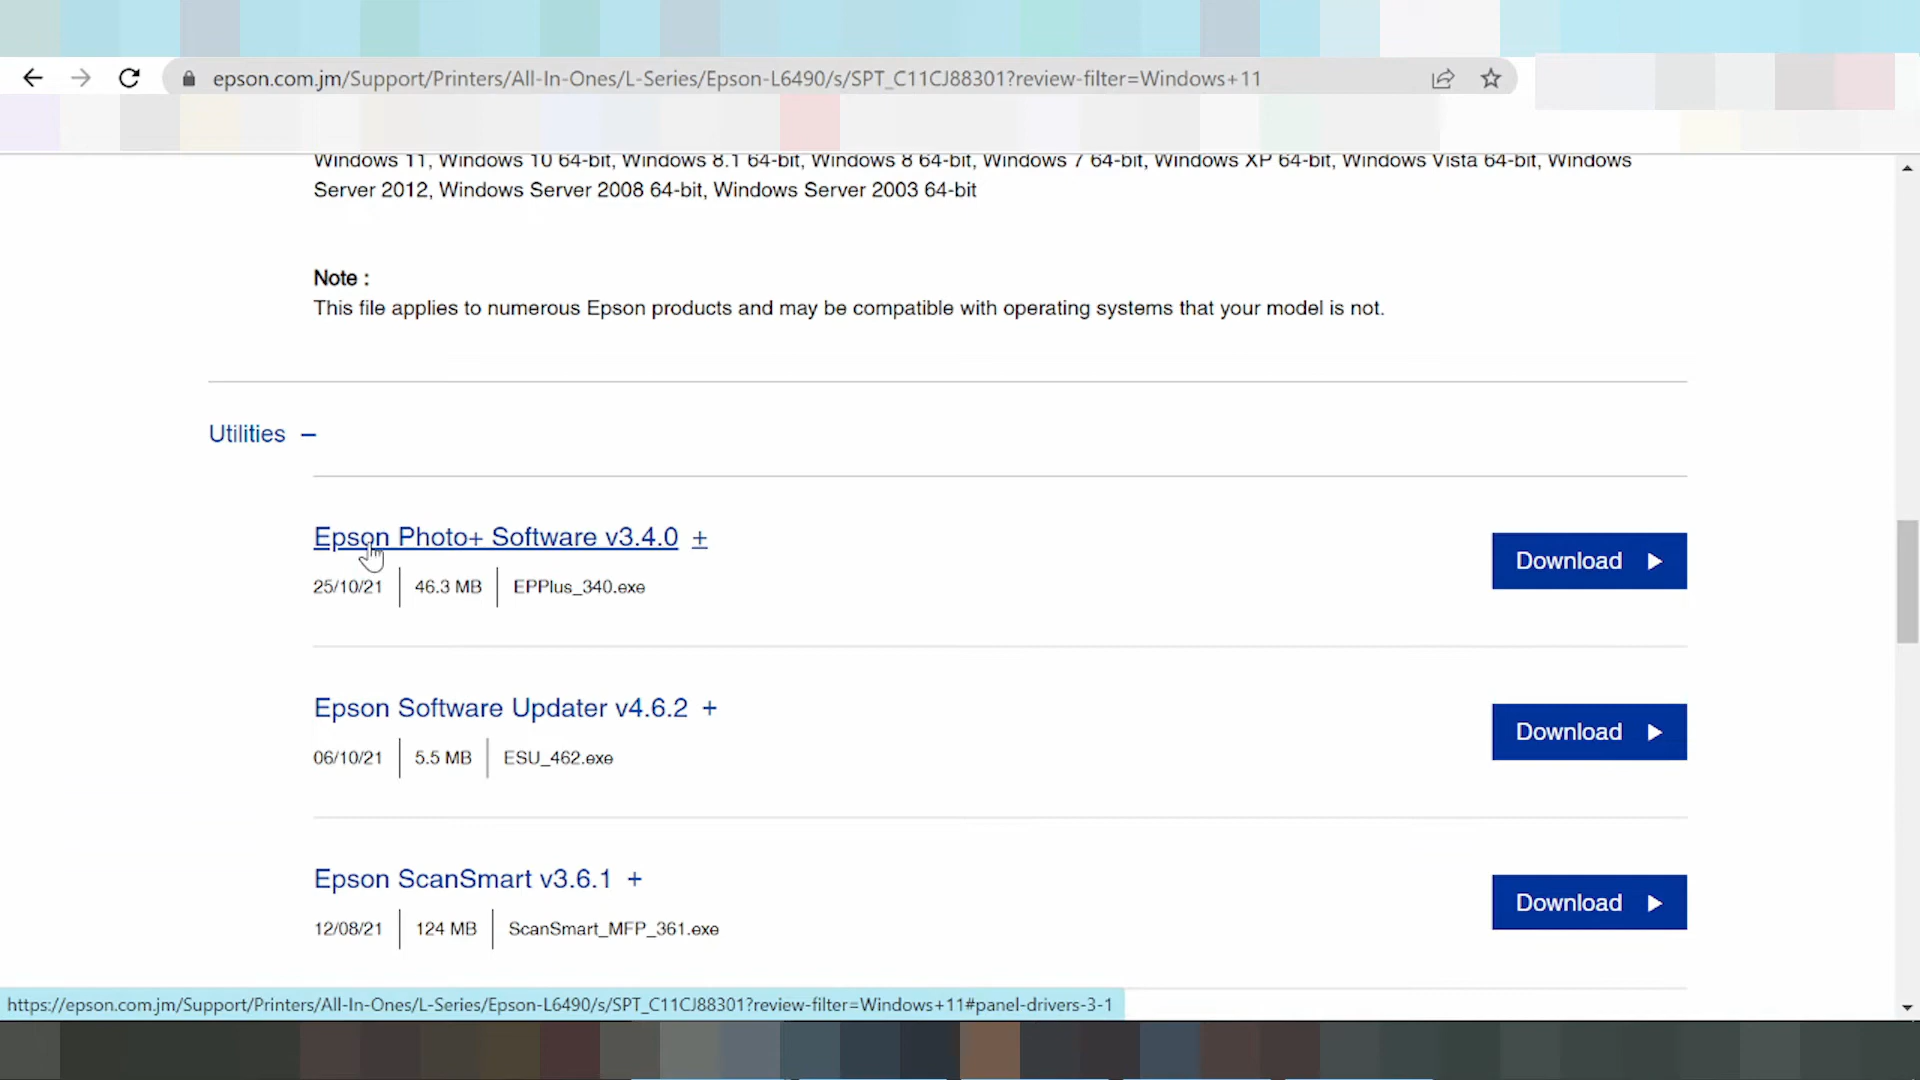 epson.com.jm/Support/Printers/All-In-Ones/L-Series/Epson-L6490/s/SPT_C11CJ88301?review-filter=Windows+11
Windows 11, Windows 10 64-bit, Windows 8.1 64-bit, Windows 8 64-bit, Windows 7 64-bit, Windows XP 64-bit, Windows Vista 64-bit, Windows
Server 2012, Windows Server 2008 64-bit, Windows Server 2003 64-bit
Note :
This file applies to numerous Epson products and may be compatible with operating systems that your model is not.
Utilities –
Epson Photo+ Software v3.4.0 +
25/10/21 | 46.3 MB | EPPlus_340.exe
Download
Epson Software Updater v4.6.2 +
06/10/21 | 5.5 MB | ESU_462.exe
Download
Epson ScanSmart v3.6.1 +
12/08/21 | 124 MB | ScanSmart_MFP_361.exe
Download
https://epson.com.jm/Support/Printers/All-In-Ones/L-Series/Epson-L6490/s/SPT_C11CJ88301?review-filter=Windows+11#panel-drivers-3-1